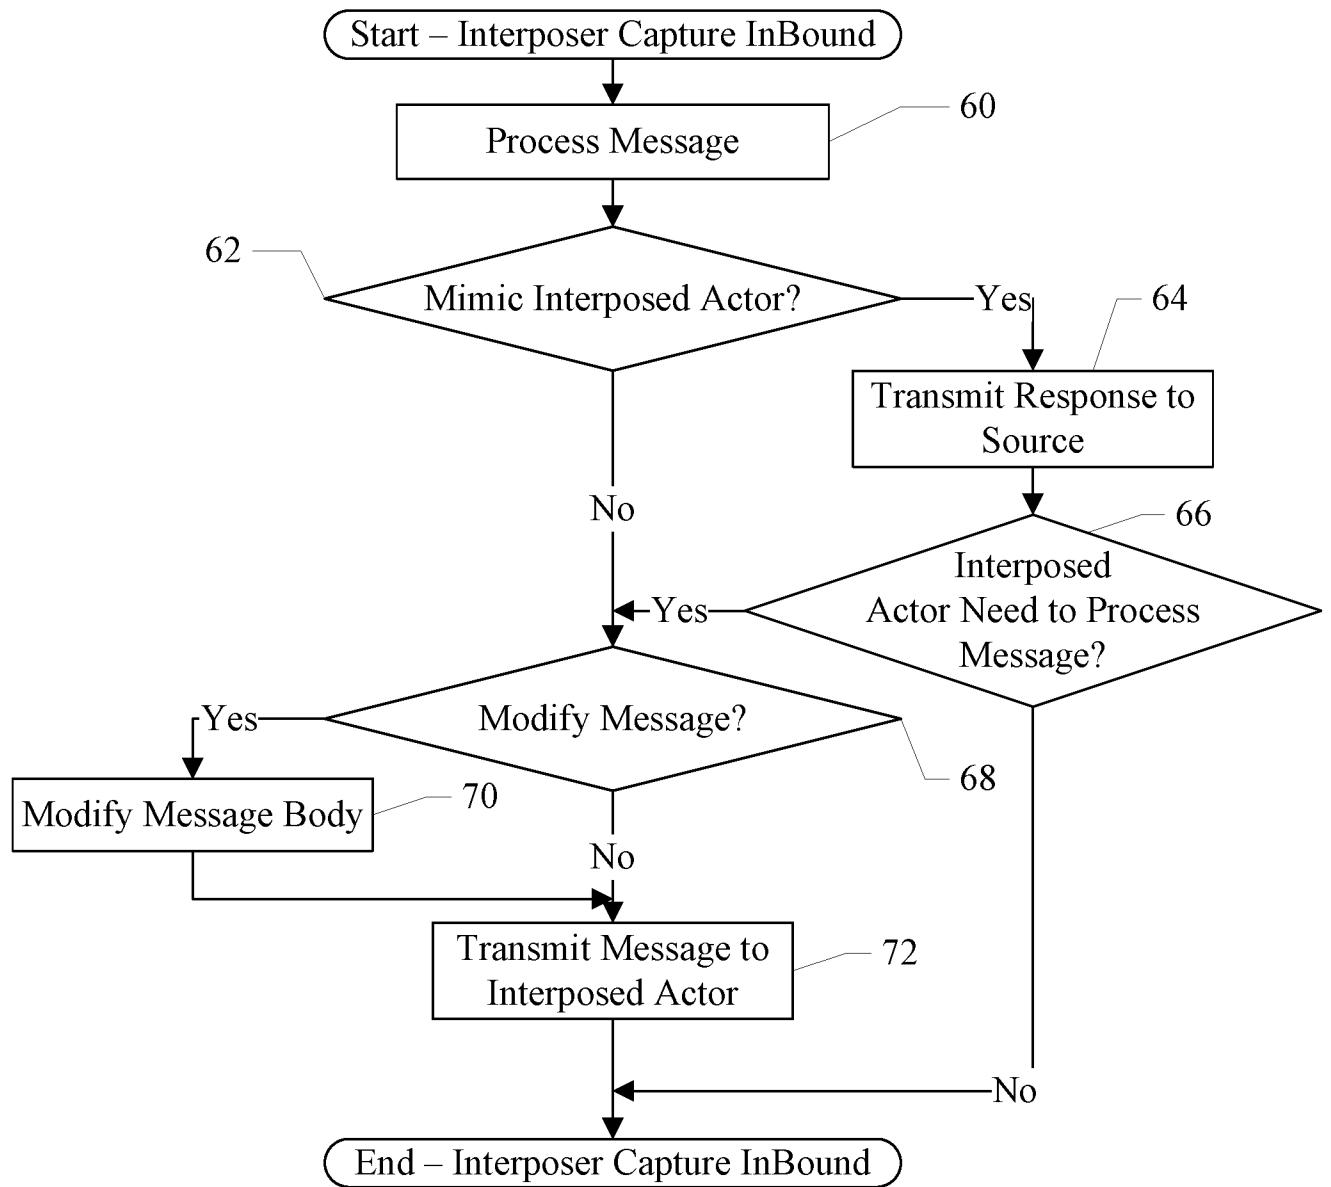 Start – Interposer Capture InBound
60
Process Message
62
Mimic Interposed Actor?
Yes
64
Transmit Response to
Source
No
66
Interposed
Actor Need to Process
Message?
Yes
Yes
Modify Message?
68
Modify Message Body
70
No
Transmit Message to
Interposed Actor
72
No
End – Interposer Capture InBound